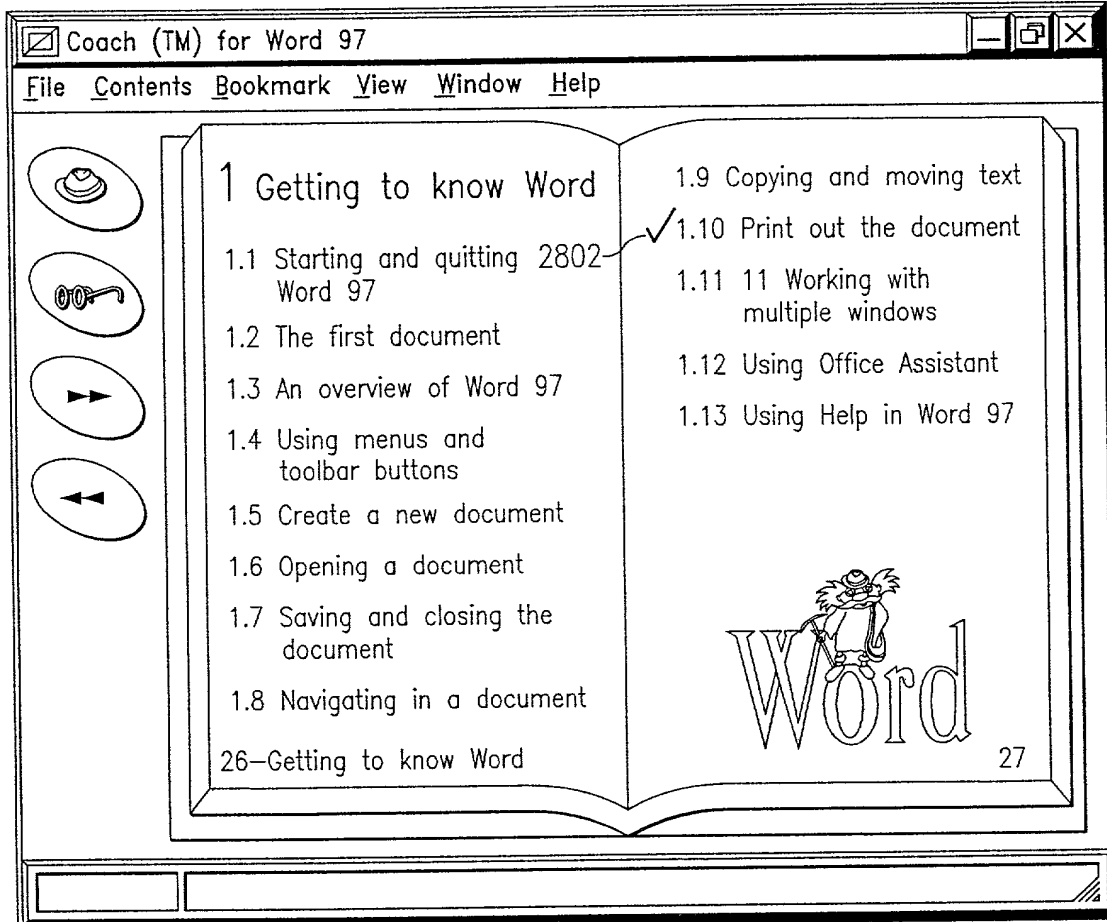 Coach (TM) for Word 97
File Contents Bookmark View Window Help
1 Getting to know Word
1.1 Starting and quitting
Word 97
2802
1.2 The first document
1.3 An overview of Word 97
1.4 Using menus and
toolbar buttons
1.5 Create a new document
1.6 Opening a document
1.7 Saving and closing the
document
1.8 Navigating in a document
26—Getting to know Word
1.9 Copying and moving text
1.10 Print out the document
1.11 11 Working with
multiple windows
1.12 Using Office Assistant
1.13 Using Help in Word 97
Word
27